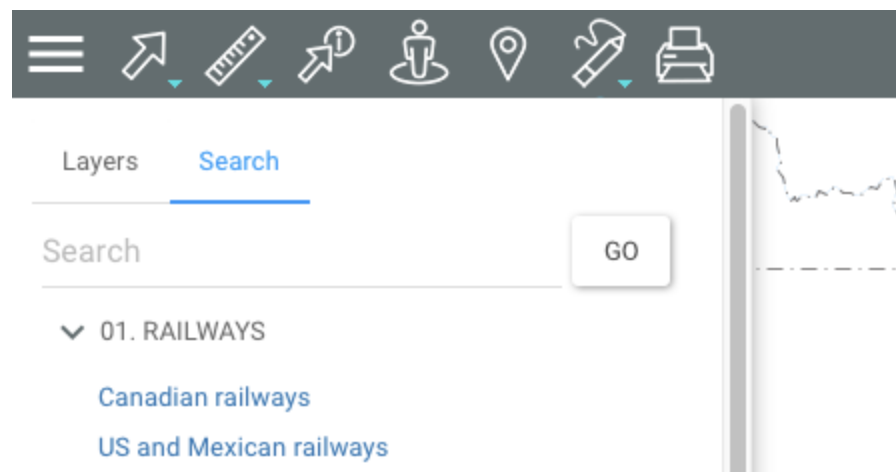 Layers Search
Search GO
01. RAILWAYS
Canadian railways
US and Mexican railways